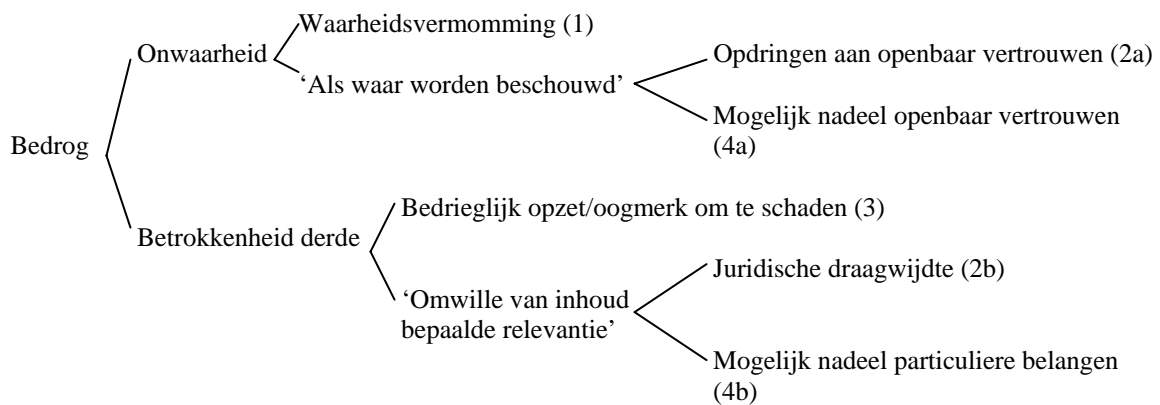 Waarheidsvermomming (1)
Onwaarheid
Opdringen aan openbaar vertrouwen (2a)
‘Als waar worden beschouwd’
Mogelijk nadeel openbaar vertrouwen
(4a)
Bedrog
Bedrieglijk opzet/oogmerk om te schaden (3)
Betrokkenheid derde
Juridische draagwijdte (2b)
‘Omwille van inhoud
bepaalde relevantie’
Mogelijk nadeel particuliere belangen
(4b)